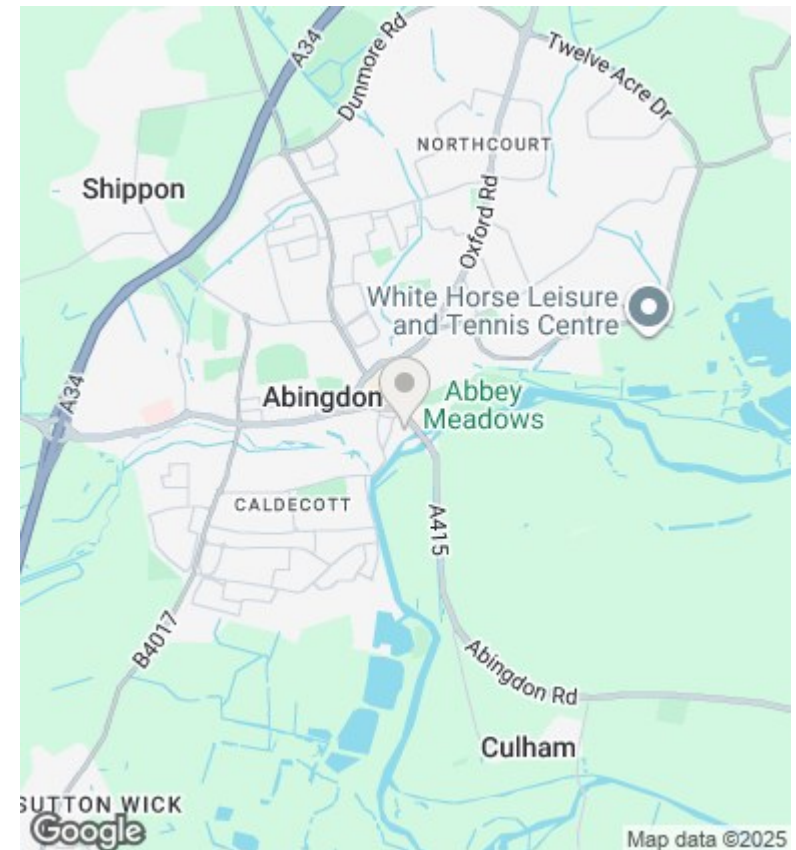 A34
Dunmore Rd
Twelve Acre Dr
NORTHCOURT
Shippon
Oxford Rd
White Horse Leisure
and Tennis Centre
A34
Abingdon
Abbey
Meadows
CALDECOTT
A415
B4017
Abingdon Rd
Culham
SUTTON WICK
Google
Map data ©2025